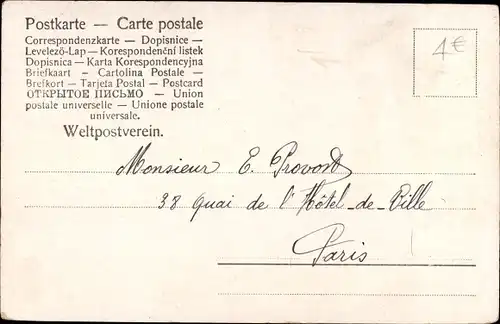 Postkarte — Carte postale
Correspondenzkarte — Dopisnice —
Levelező-Lap — Korespondenční lístek
Dopisnica — Karta Korespondencyjna
Briefkaart — Cartolina Postale —
Brefkort — Tarjeta Postal — Postcard
ОТКРЫТОЕ ПИСЬМО — Union
postale universelle — Unione postale
universale.
Weltpostverein.
4€
Monsieur E. Provost
38 Quai de l'Hôtel-de-Ville
Paris